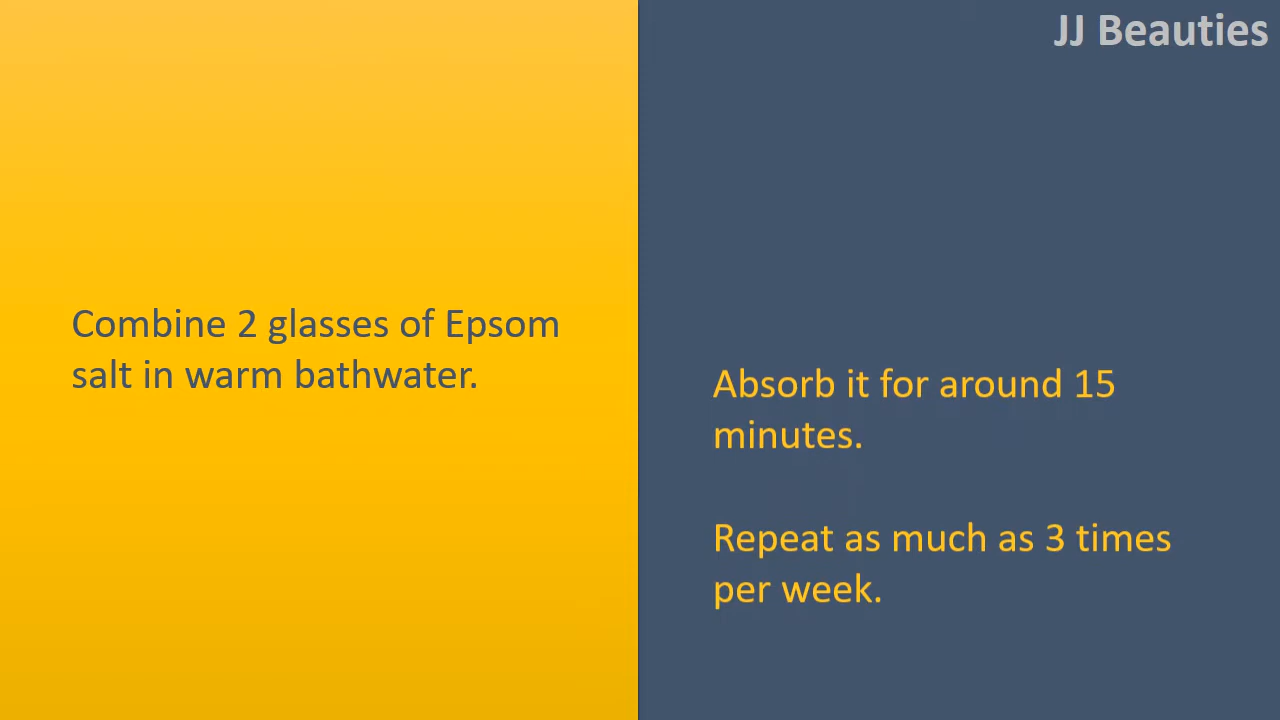 JJ Beauties
Combine 2 glasses of Epsom
salt in warm bathwater.
Absorb it for around 15
minutes.
Repeat as much as 3 times
per week.